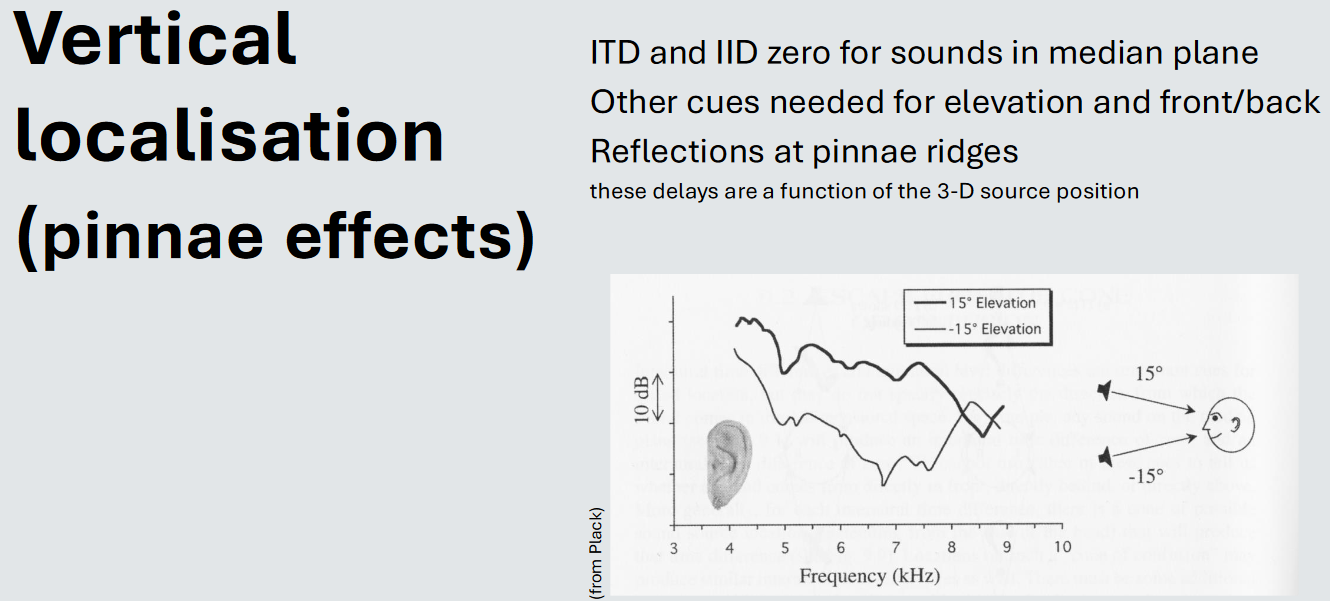 Vertical
localisation
(pinnae effects)
ITD and IID zero for sounds in median plane
Other cues needed for elevation and front/back
Reflections at pinnae ridges
these delays are a function of the 3-D source position
15° Elevation
-15° Elevation
10 dB
15°
-15°
3 4 5 6 7 8 9 10
Frequency (kHz)
(from Plack)